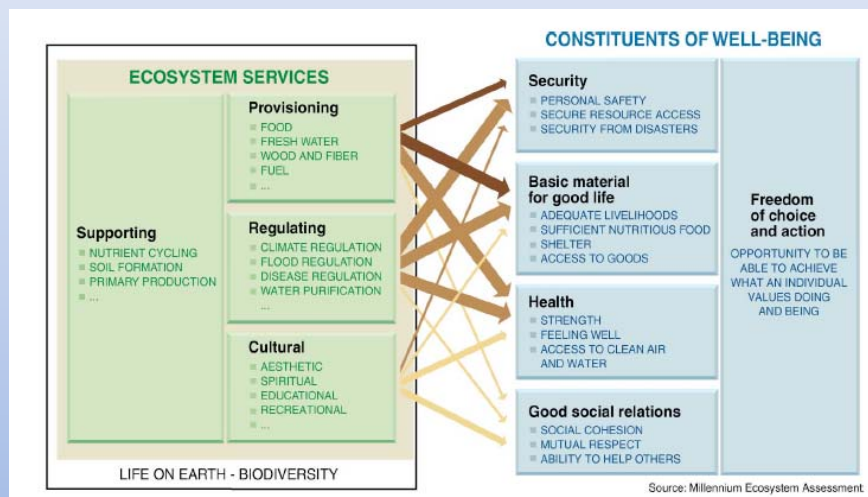 CONSTITUENTS OF WELL-BEING
ECOSYSTEM SERVICES
Supporting
NUTRIENT CYCLING
SOIL FORMATION
PRIMARY PRODUCTION
...
Provisioning
FOOD
FRESH WATER
WOOD AND FIBER
FUEL
...
Regulating
CLIMATE REGULATION
FLOOD REGULATION
DISEASE REGULATION
WATER PURIFICATION
...
Cultural
AESTHETIC
SPIRITUAL
EDUCATIONAL
RECREATIONAL
...
LIFE ON EARTH - BIODIVERSITY
Security
PERSONAL SAFETY
SECURE RESOURCE ACCESS
SECURITY FROM DISASTERS
Basic material
for good life
ADEQUATE LIVELIHOODS
SUFFICIENT NUTRITIOUS FOOD
SHELTER
ACCESS TO GOODS
Health
STRENGTH
FEELING WELL
ACCESS TO CLEAN AIR
AND WATER
Good social relations
SOCIAL COHESION
MUTUAL RESPECT
ABILITY TO HELP OTHERS
Freedom
of choice
and action
OPPORTUNITY TO BE
ABLE TO ACHIEVE
WHAT AN INDIVIDUAL
VALUES DOING
AND BEING
Source: Millennium Ecosystem Assessment.